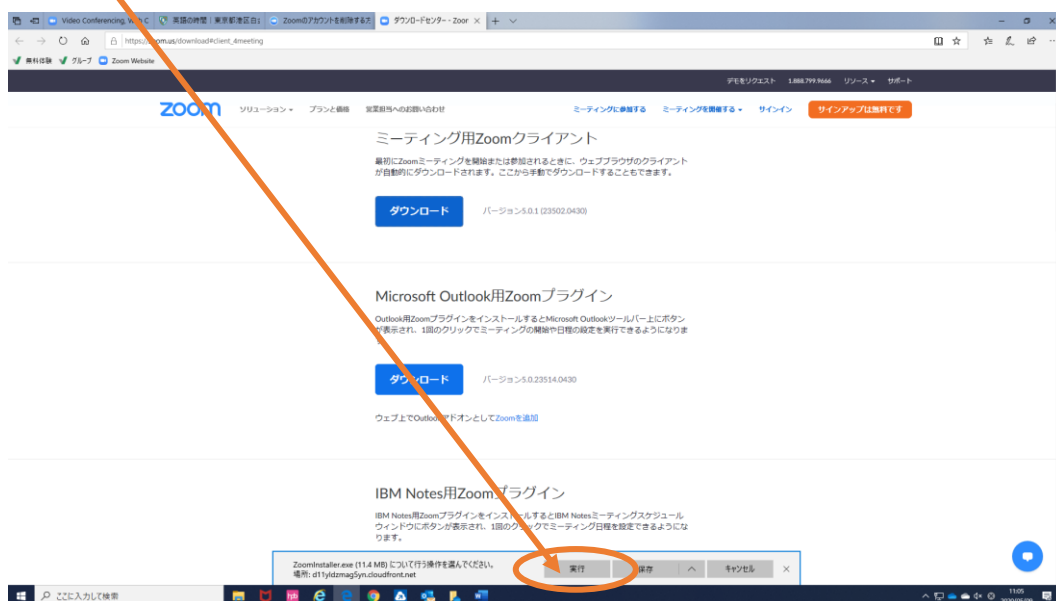 Video Conferencing, Web C
英語の時間 | 東京都港区白
Zoomのアカウントを削除する方
ダウンロードセンター - Zoor
https://zoom.us/download#client_4meeting
無料体験
グループ
Zoom Website
デモをリクエスト 1.888.799.9666 リソース サポート
zoom ソリューション プランと価格 営業担当へのお問い合わせ ミーティングに参加する ミーティングを開催する サインイン サインアップは無料です
ミーティング用Zoomクライアント
最初にZoomミーティングを開始または参加されるときに、ウェブブラウザのクライアント
が自動的にダウンロードされます。ここから手動でダウンロードすることもできます。
ダウンロード バージョン5.0.1 (23502.0430)
Microsoft Outlook用Zoomプラグイン
Outlook用ZoomプラグインをインストールするとMicrosoft Outlookツールバー上にボタン
が表示され、1回のクリックでミーティングの開始や日程の設定を実行できるようになりま
ダウンロード バージョン5.0.23514.0430
ウェブ上でOutlookアドオンとしてZoomを追加
IBM Notes用Zoomプラグイン
IBM Notes用ZoomプラグインをインストールするとIBM Notesミーティングスケジュール
ウィンドウにボタンが表示され、1回のクリックでミーティング日程を設定できるようにな
ります。
ZoomInstaller.exe (11.4 MB) について行う操作を選んでください。
場所: d11yldzmag5yn.cloudfront.net
実行 保存 キャンセル
ここに入力して検索
11:05